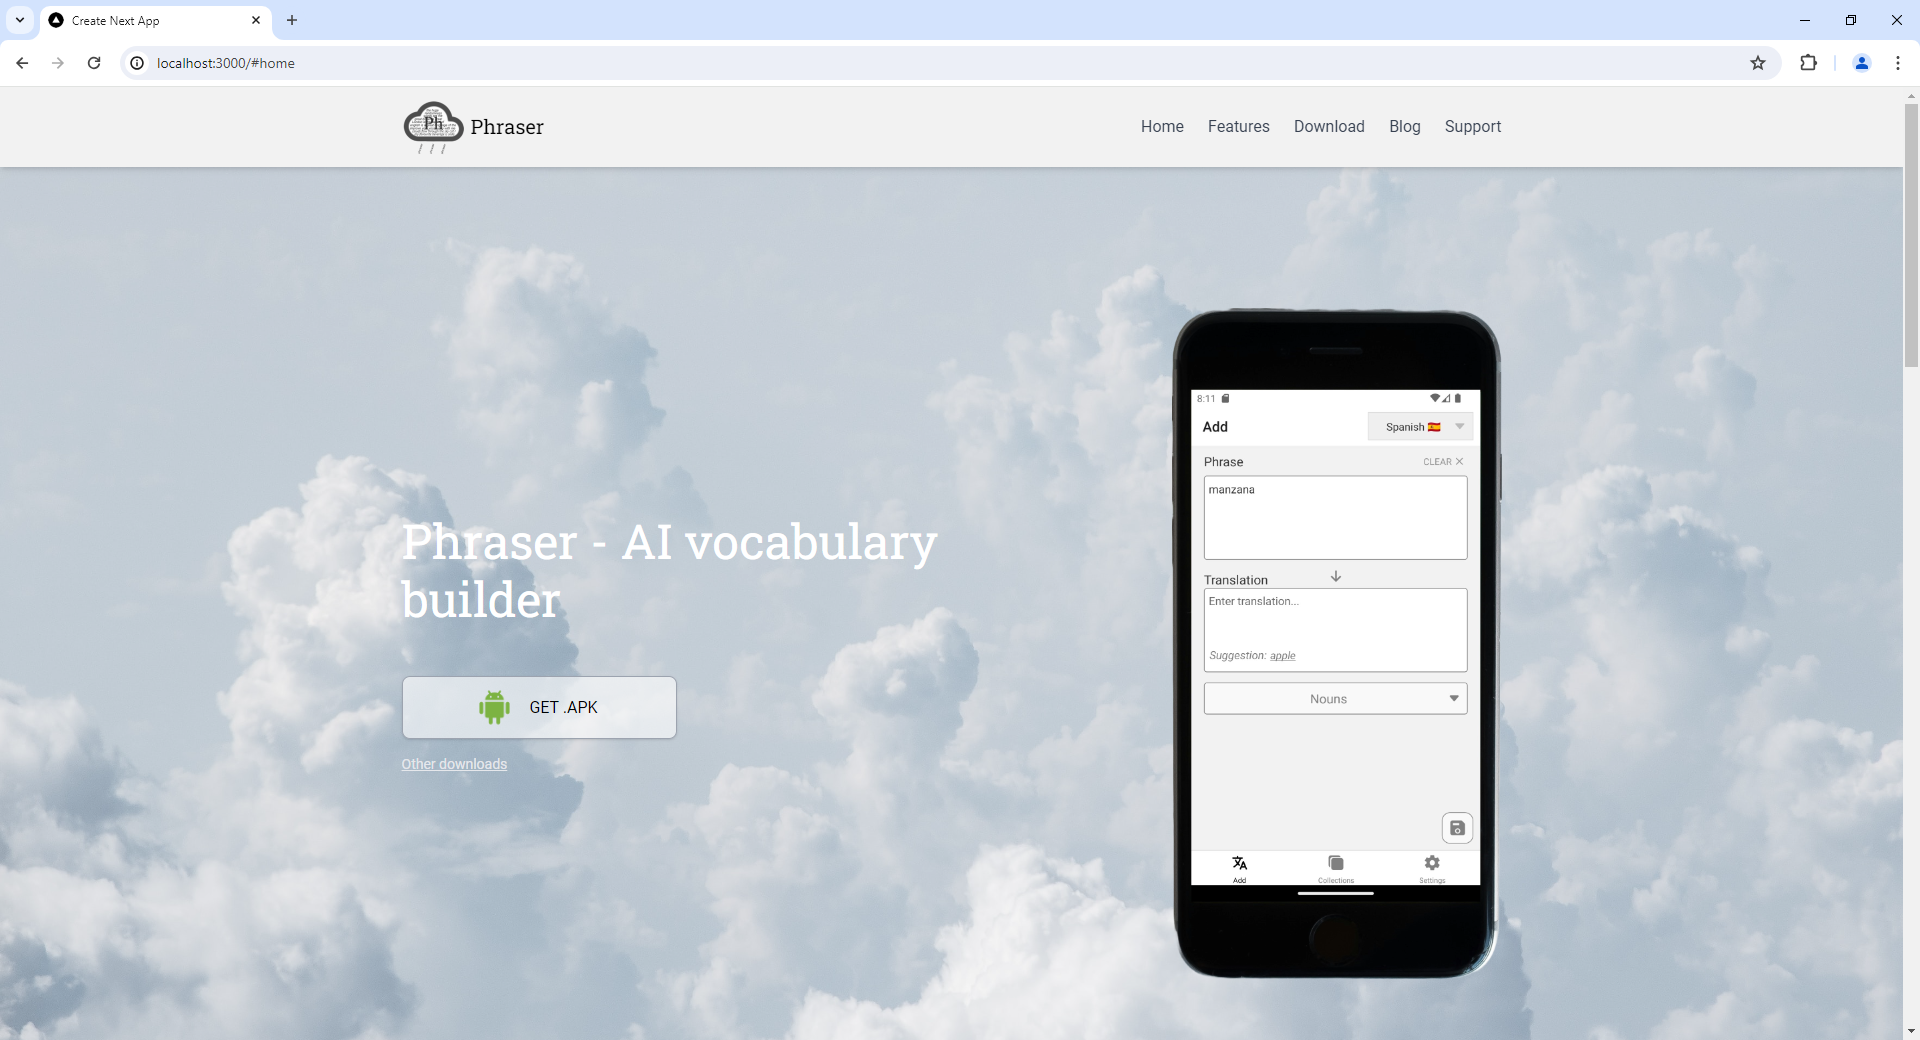 Create Next App
localhost:3000/#home
Ph
Phraser
Home
Features
Download
Blog
Support
Phraser - AI vocabulary
builder
GET .APK
Other downloads
8:11
Add
Spanish
Phrase
CLEAR
manzana
Translation
Enter translation...
Suggestion: apple
Nouns
Add
Collections
Settings